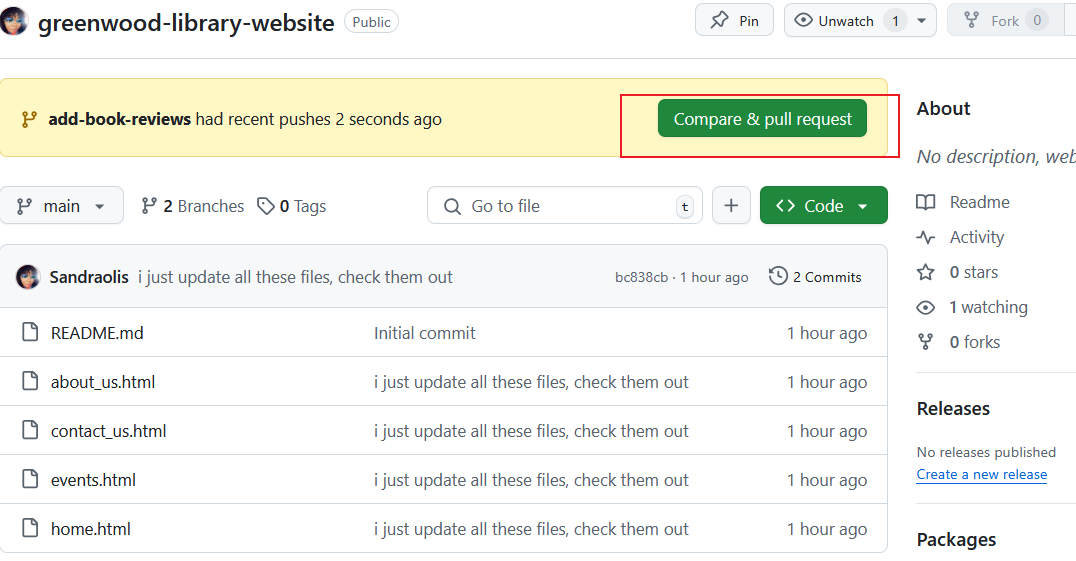 greenwood-library-website Public Pin Unwatch 1 Fork 0
add-book-reviews had recent pushes 2 seconds ago Compare & pull request
main 2 Branches 0 Tags Go to file t Code
Sandraolis i just update all these files, check them out bc838cb · 1 hour ago 2 Commits
README.md Initial commit 1 hour ago
about_us.html i just update all these files, check them out 1 hour ago
contact_us.html i just update all these files, check them out 1 hour ago
events.html i just update all these files, check them out 1 hour ago
home.html i just update all these files, check them out 1 hour ago
About
No description, web
Readme
Activity
0 stars
1 watching
0 forks
Releases
No releases published
Create a new release
Packages